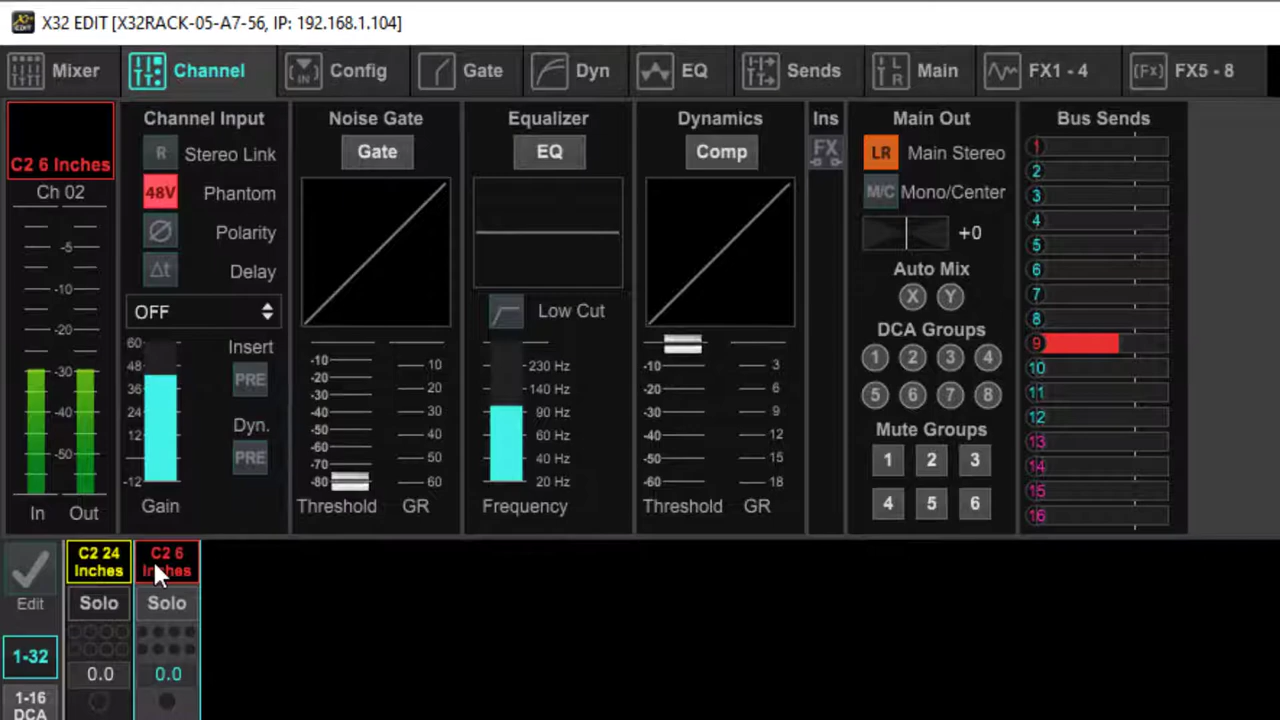 X32 EDIT [X32RACK-05-A7-56, IP: 192.168.1.104]
Mixer
Channel
Config
Gate
Dyn
EQ
Sends
Main
FX1 - 4
FX5 - 8
C2 6 Inches
Ch 02
-5
-10
-20
-30
-40
-50
In
Out
Channel Input
R
Stereo Link
48V
Phantom
Polarity
Δt
Delay
OFF
60
48
36
24
12
-12
Gain
Insert
PRE
Dyn.
PRE
Noise Gate
Gate
-10
-20
-30
-40
-50
-60
-70
-80
Threshold
10
20
30
40
50
60
GR
Equalizer
EQ
Low Cut
230 Hz
140 Hz
90 Hz
60 Hz
40 Hz
20 Hz
Frequency
Dynamics
Comp
-10
-20
-30
-40
-50
-60
Threshold
3
6
9
12
15
18
GR
Ins
FX
Main Out
LR
Main Stereo
M/C
Mono/Center
+0
Auto Mix
X
Y
DCA Groups
1
2
3
4
5
6
7
8
Mute Groups
1
2
3
4
5
6
Bus Sends
1
2
3
4
5
6
7
8
9
10
11
12
13
14
15
16
Edit
1-32
1-16
DCA
C2 24
Inches
Solo
0.0
C2 6
Inches
Solo
0.0